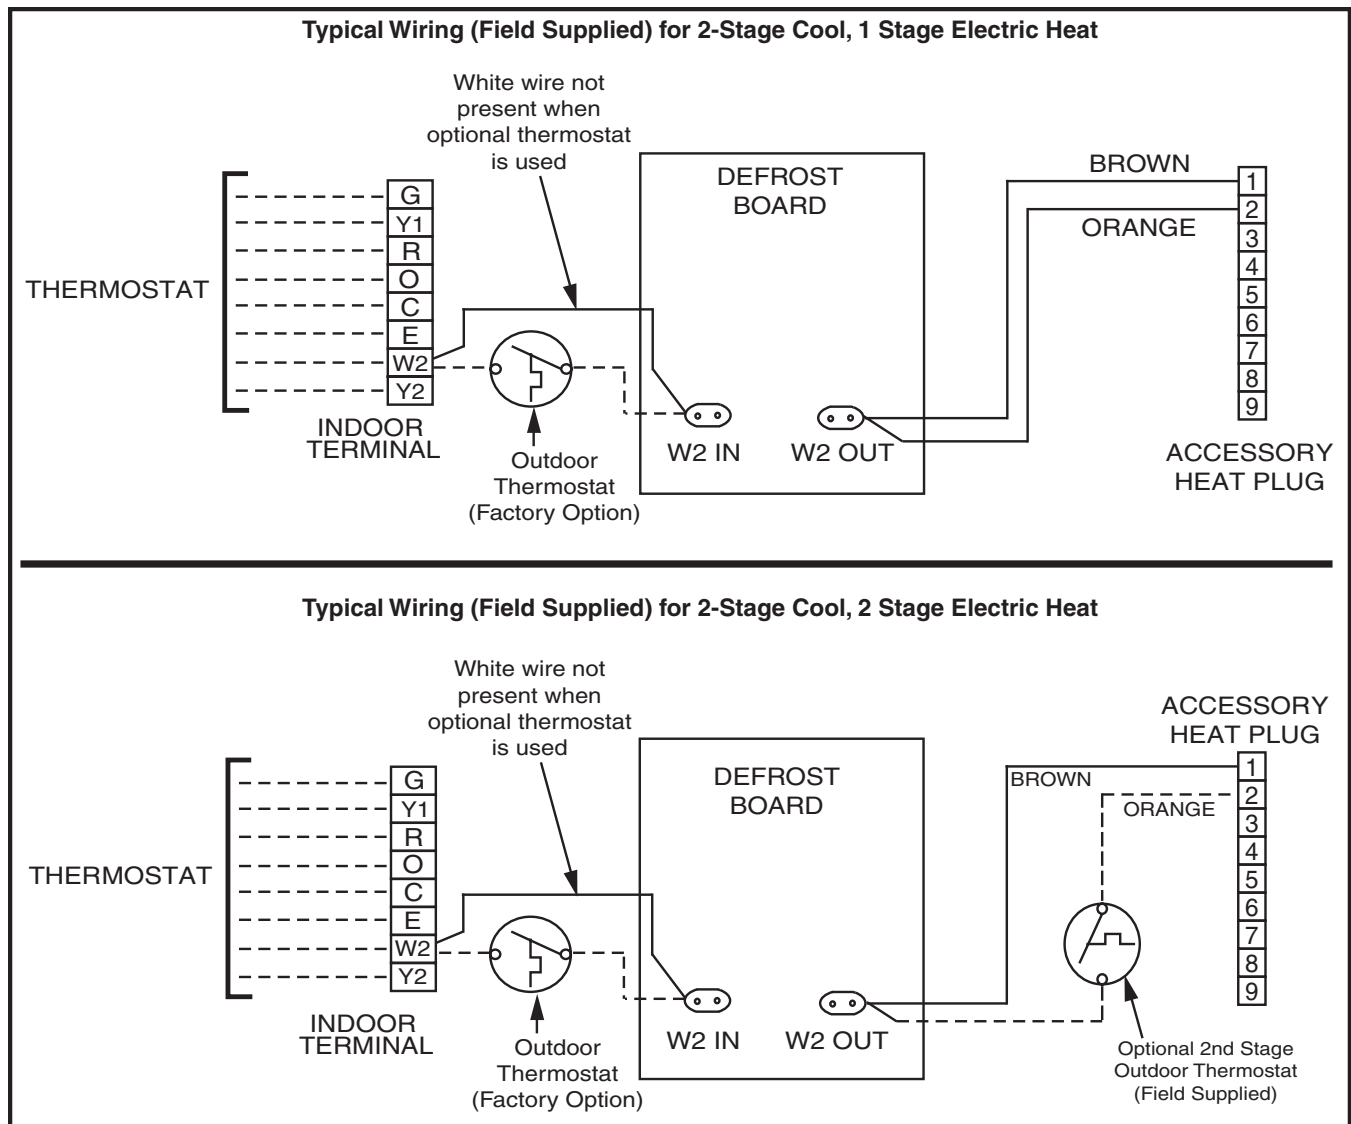 Typical Wiring (Field Supplied) for 2-Stage Cool, 1 Stage Electric Heat
White wire not
present when
optional thermostat
is used
THERMOSTAT
G
Y1
R
O
C
E
W2
Y2
INDOOR
TERMINAL
Outdoor
Thermostat
(Factory Option)
DEFROST
BOARD
W2 IN
W2 OUT
BROWN
ORANGE
1
2
3
4
5
6
7
8
9
ACCESSORY
HEAT PLUG
Typical Wiring (Field Supplied) for 2-Stage Cool, 2 Stage Electric Heat
White wire not
present when
optional thermostat
is used
THERMOSTAT
G
Y1
R
O
C
E
W2
Y2
INDOOR
TERMINAL
Outdoor
Thermostat
(Factory Option)
DEFROST
BOARD
W2 IN
W2 OUT
BROWN
ORANGE
ACCESSORY
HEAT PLUG
1
2
3
4
5
6
7
8
9
Optional 2nd Stage
Outdoor Thermostat
(Field Supplied)